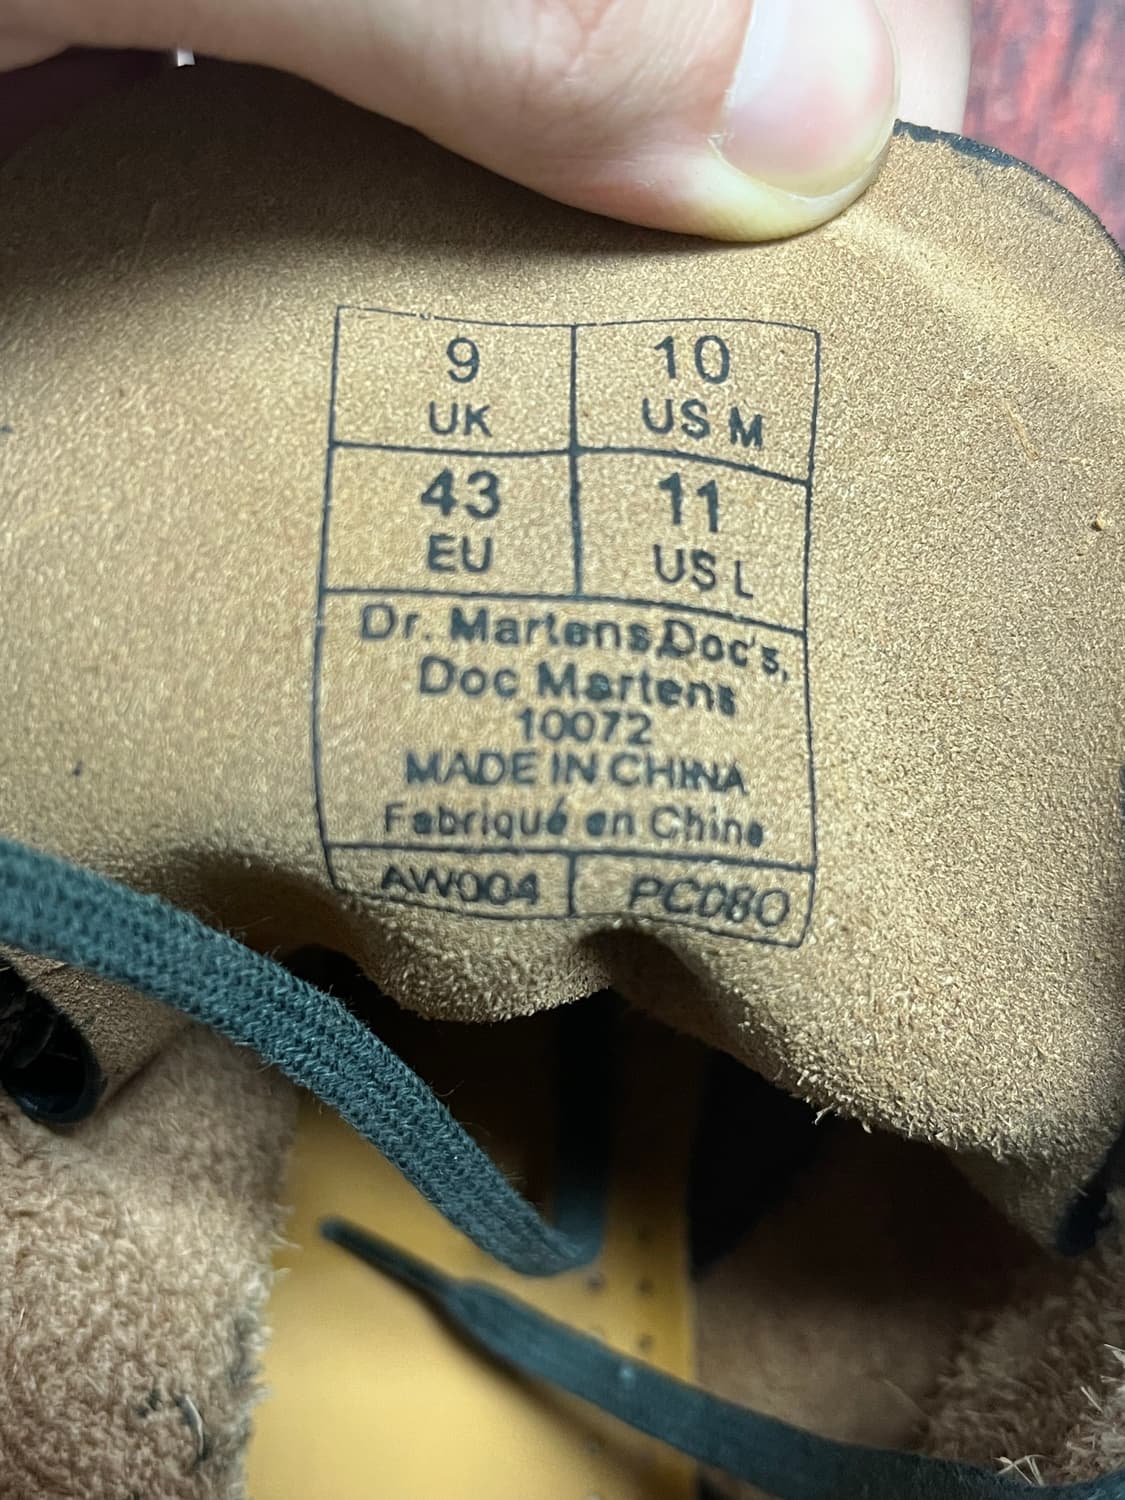 9
UK
10
US M
43
EU
11
US L
Dr. Martens,Doc's,
Doc Martens
10072
MADE IN CHINA
Fabriqué en Chine
AW004
PC08O